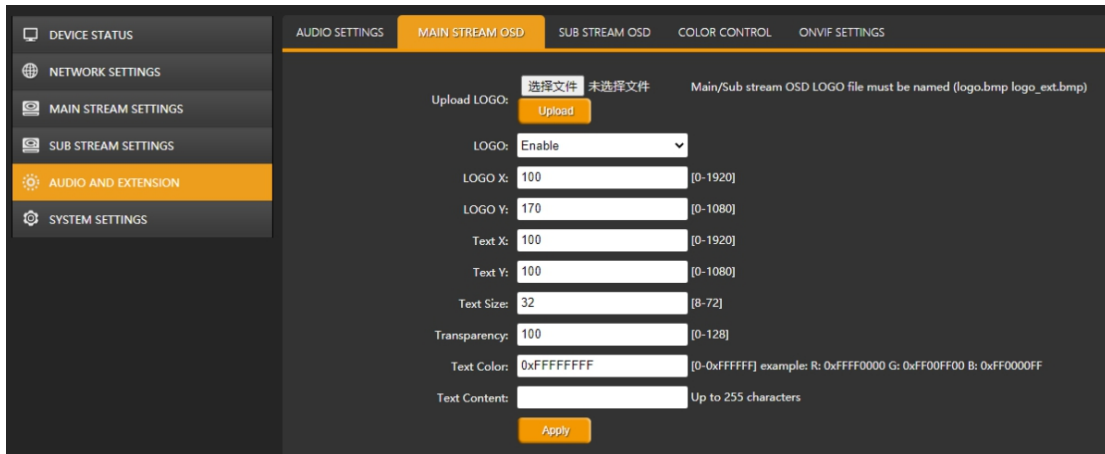 DEVICE STATUS
NETWORK SETTINGS
MAIN STREAM SETTINGS
SUB STREAM SETTINGS
AUDIO AND EXTENSION
SYSTEM SETTINGS
AUDIO SETTINGS MAIN STREAM OSD SUB STREAM OSD COLOR CONTROL ONVIF SETTINGS
Upload LOGO: 选择文件 未选择文件 Main/Sub stream OSD LOGO file must be named (logo.bmp logo_ext.bmp)
Upload
LOGO: Enable
LOGO X: 100 [0-1920]
LOGO Y: 170 [0-1080]
Text X: 100 [0-1920]
Text Y: 100 [0-1080]
Text Size: 32 [8-72]
Transparency: 100 [0-128]
Text Color: 0xFFFFFFFF [0-0xFFFFFF] example: R: 0xFFFF0000 G: 0xFF00FF00 B: 0xFF0000FF
Text Content: Up to 255 characters
Apply